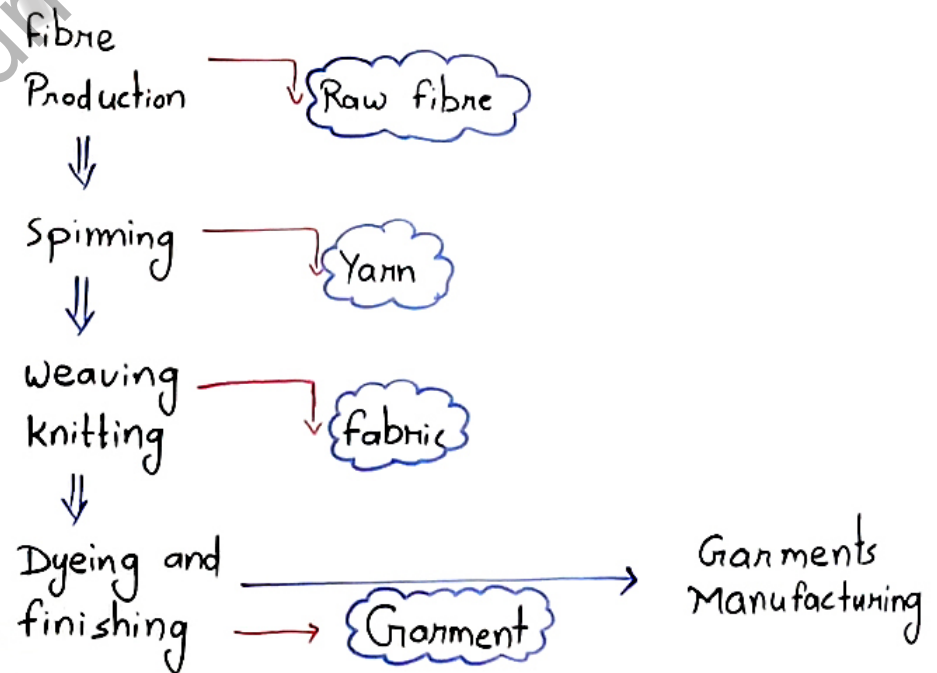 fibre
Production
Raw fibre
Spinning
Yarn
weaving
knitting
fabric
Dyeing and
finishing
Garment
Garments
Manufacturing